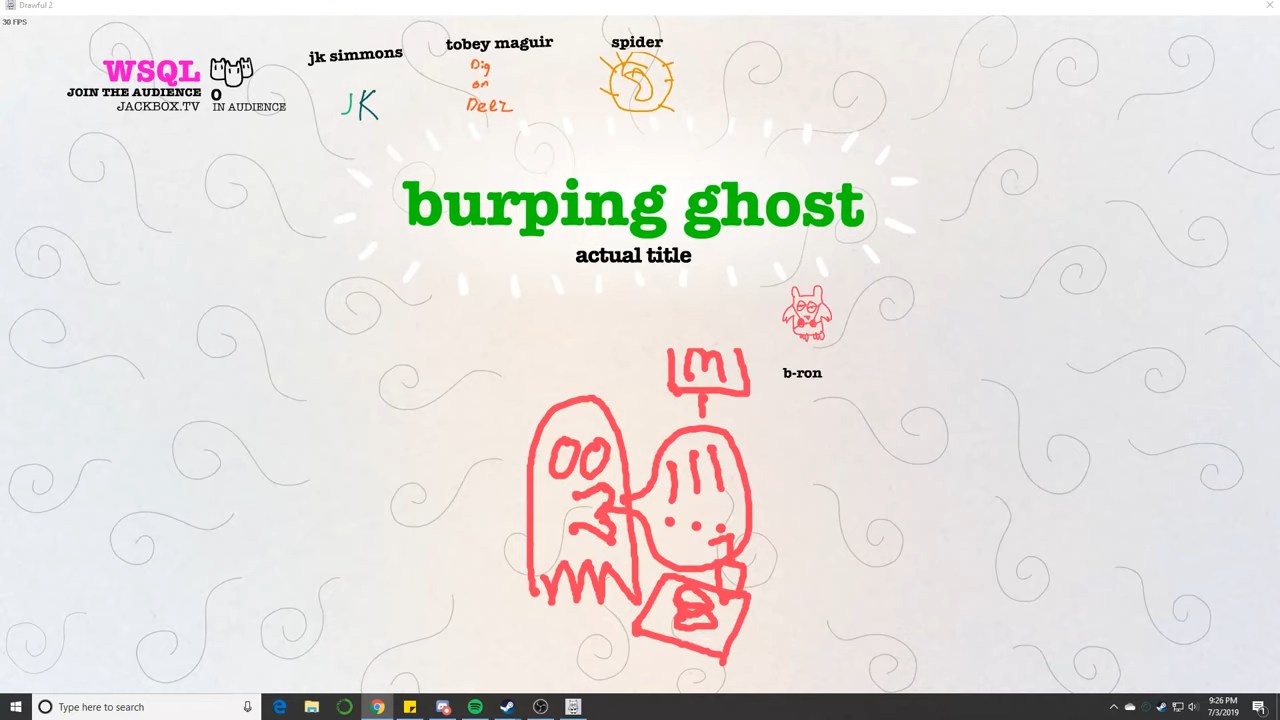 Drawful 2
30 FPS
WSQL
JOIN THE AUDIENCE
JACKBOX.TV
0
IN AUDIENCE
jk simmons
JK
tobey maguir
Dig
on
Deez
spider
burping ghost
actual title
b-ron
m
!!!
...
Type here to search
9:26 PM
7/3/2019